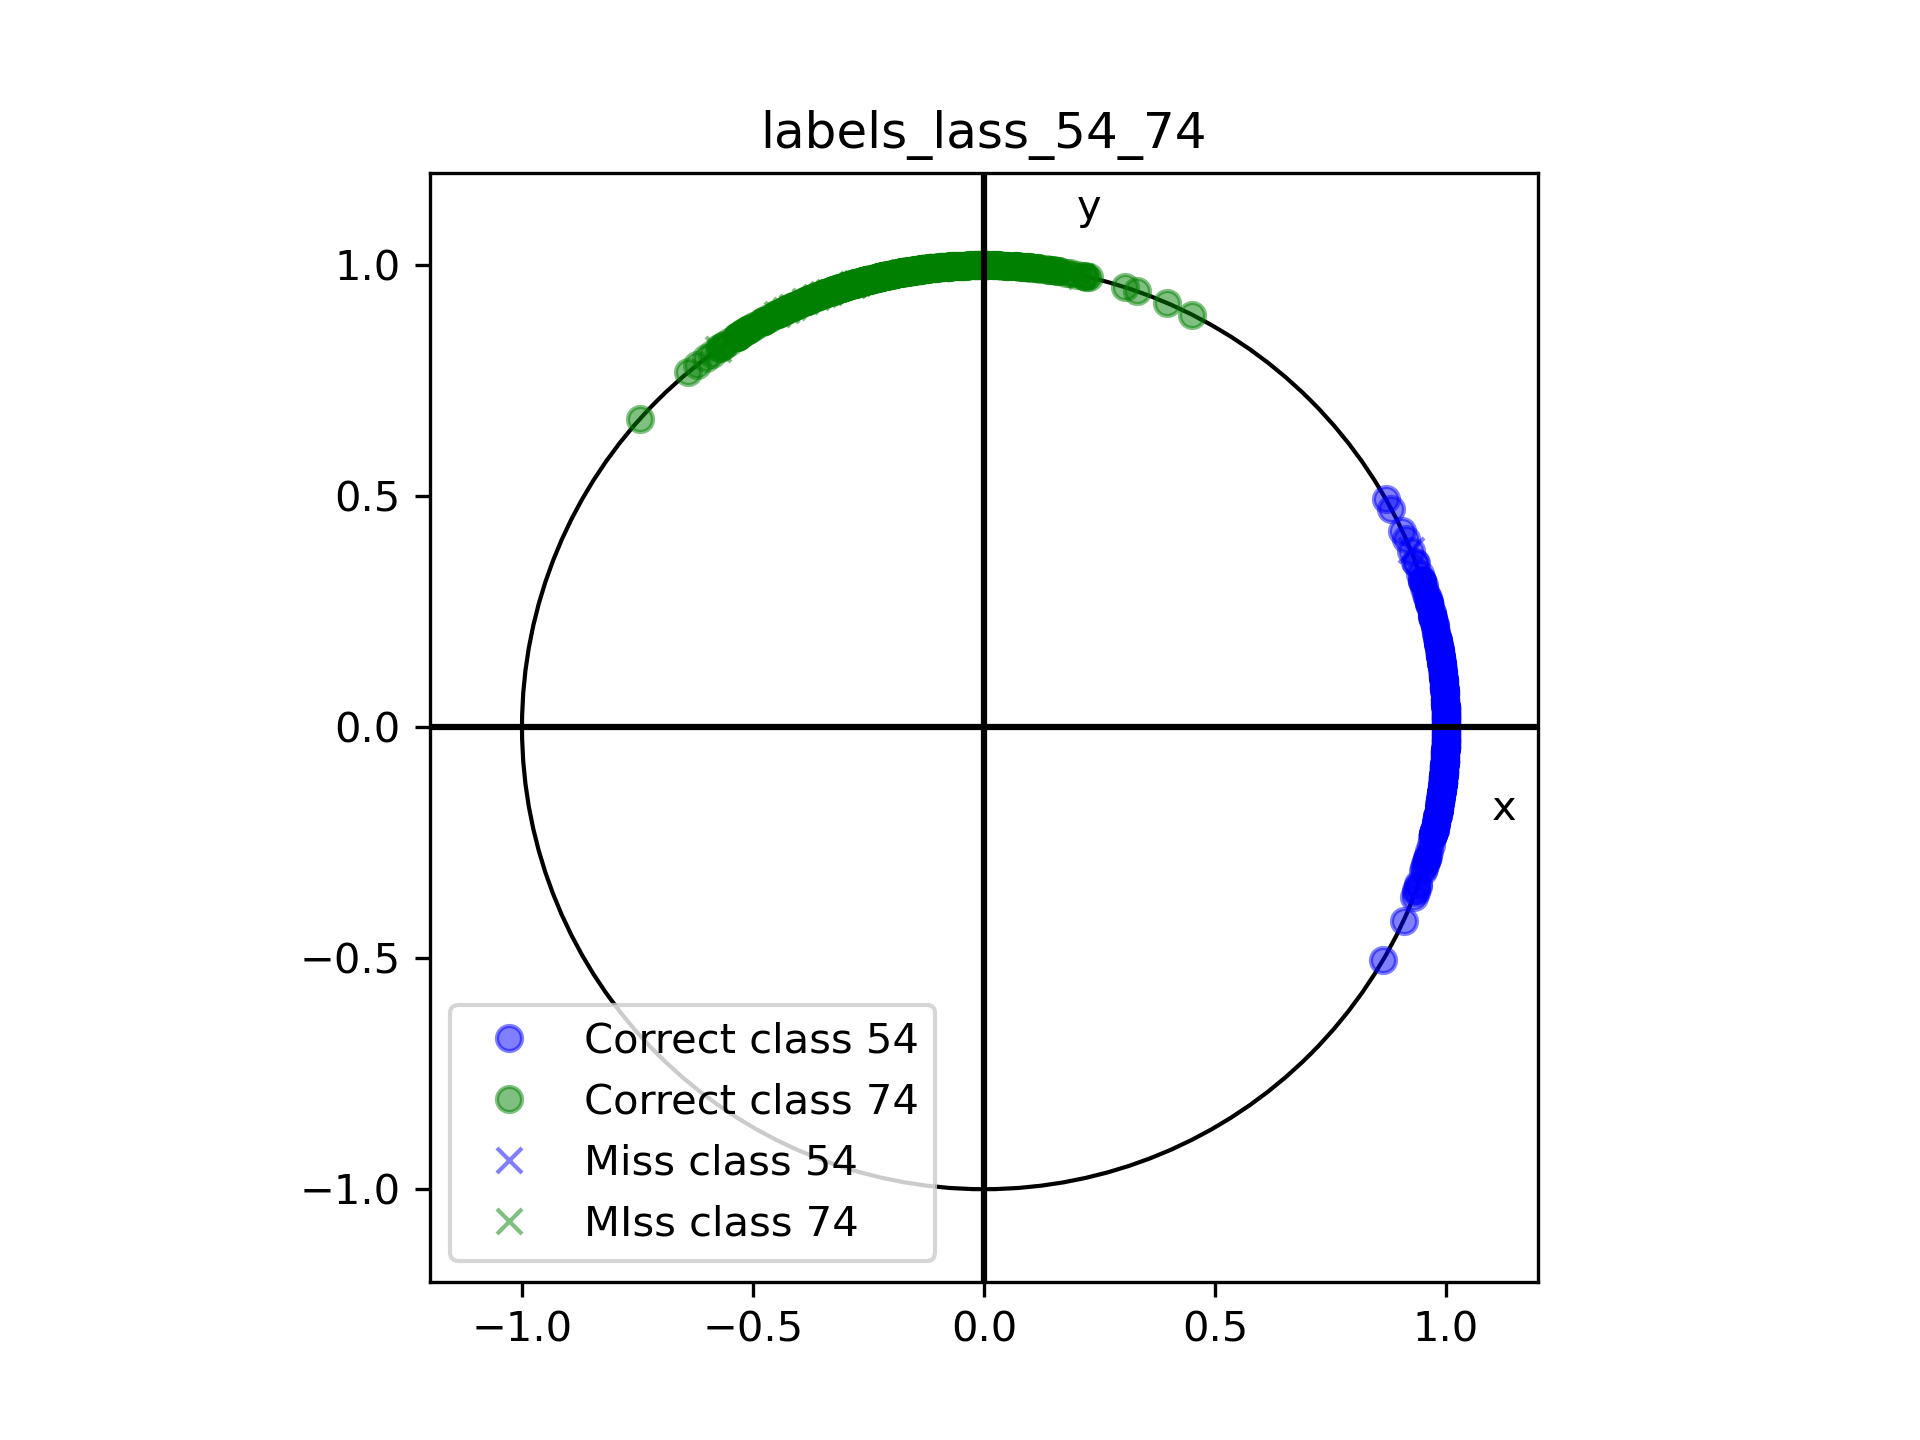 labels_lass_54_74
y
1.0
0.5
0.0
x
−0.5
−1.0
Correct class 54
Correct class 74
Miss class 54
MIss class 74
−1.0 −0.5 0.0 0.5 1.0